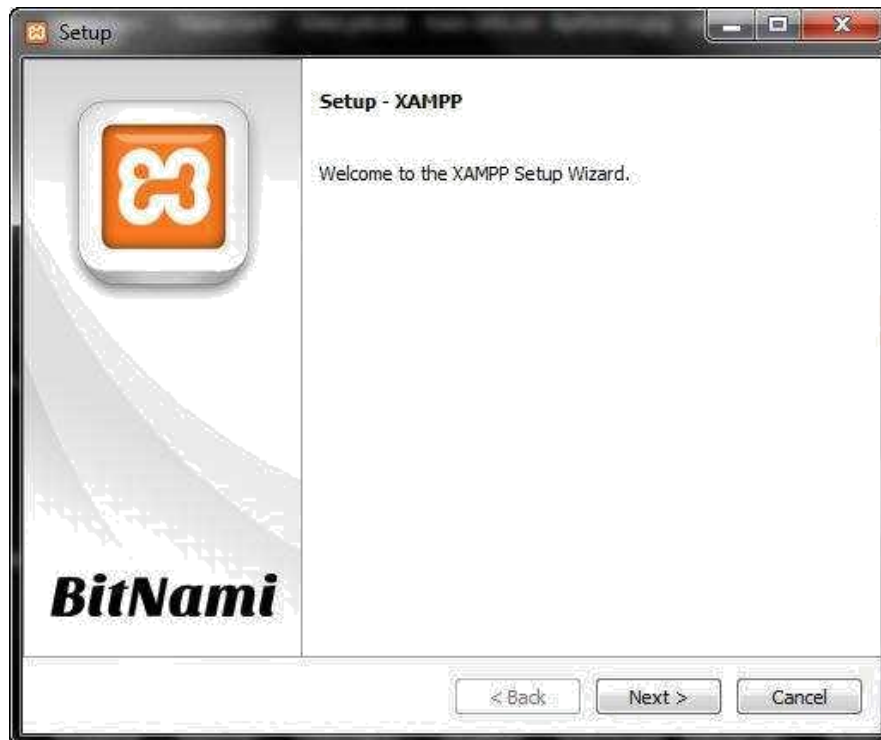 Setup
Setup - XAMPP
Welcome to the XAMPP Setup Wizard.
BitNami
< Back
Next >
Cancel